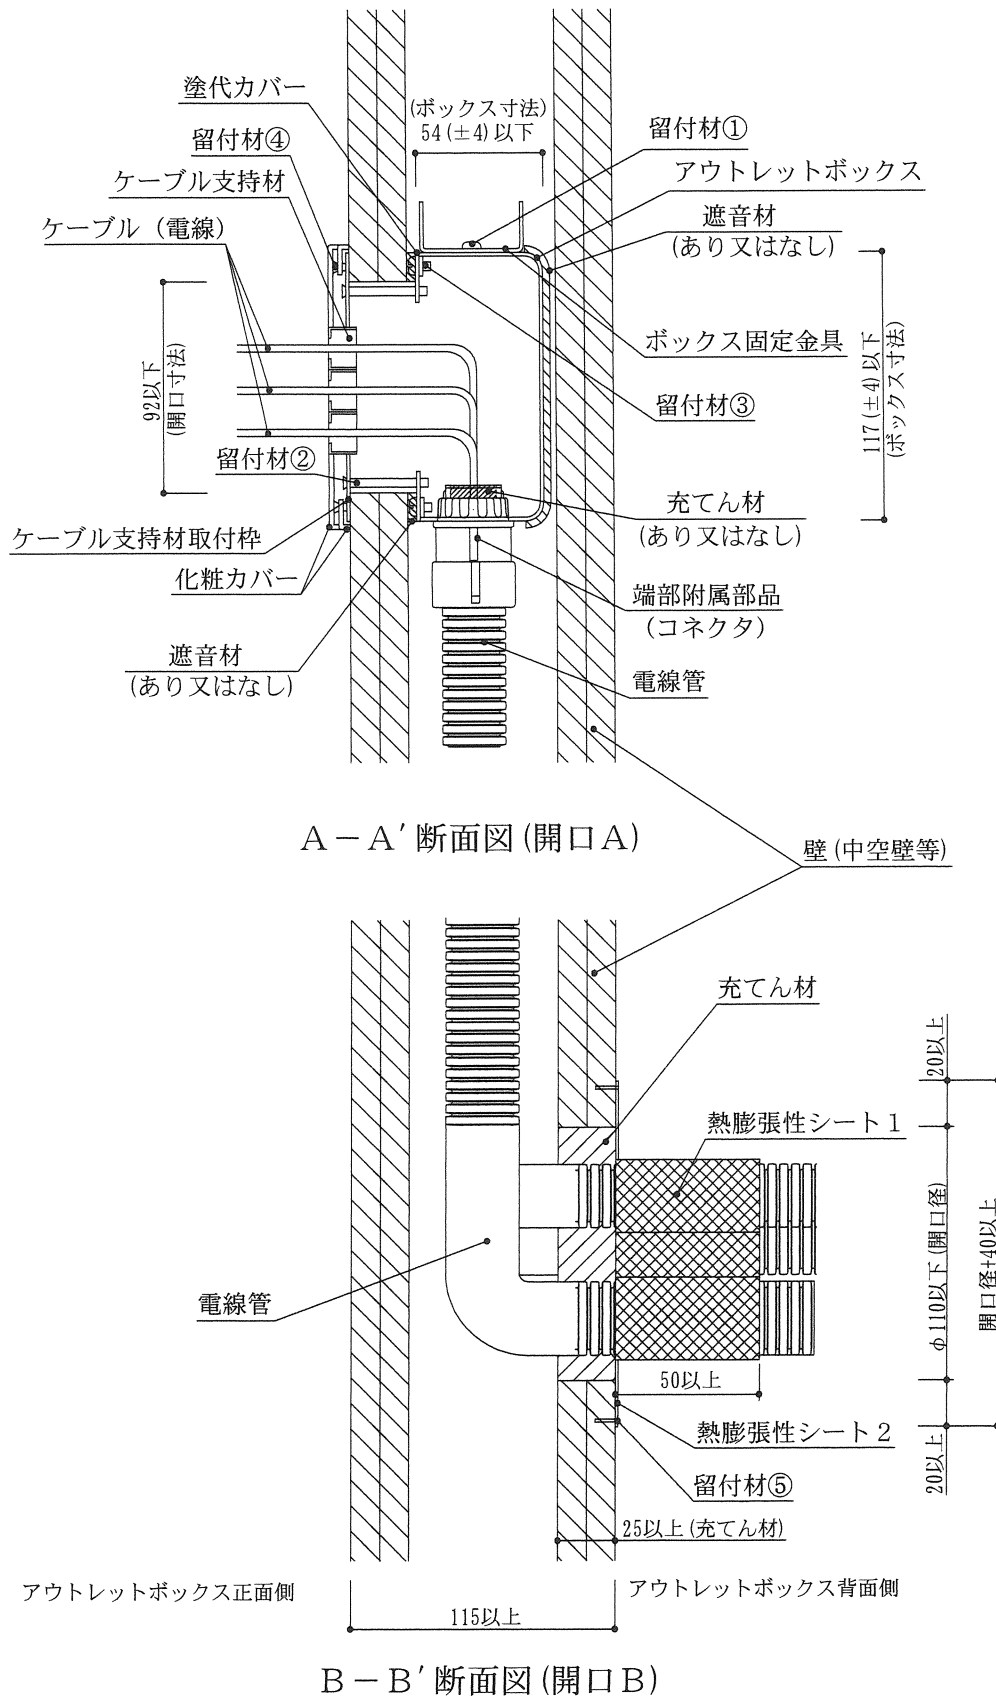 塗代カバー
(ボックス寸法)
54(±4)以下
留付材①
留付材④
アウトレットボックス
ケーブル支持材
遮音材
(あり又はなし)
ケーブル（電線）
92以下
(開口寸法)
ボックス固定金具
117(±4)以下
(ボックス寸法)
留付材③
留付材②
充てん材
(あり又はなし)
ケーブル支持材取付枠
化粧カバー
端部附属部品
(コネクタ)
遮音材
(あり又はなし)
電線管
A－A′断面図(開口A)
壁(中空壁等)
充てん材
20以上
熱膨張性シート1
φ110以下(開口径)
開口径+40以上
電線管
50以上
熱膨張性シート2
20以上
留付材⑤
25以上(充てん材)
アウトレットボックス正面側
アウトレットボックス背面側
115以上
B－B′断面図(開口B)